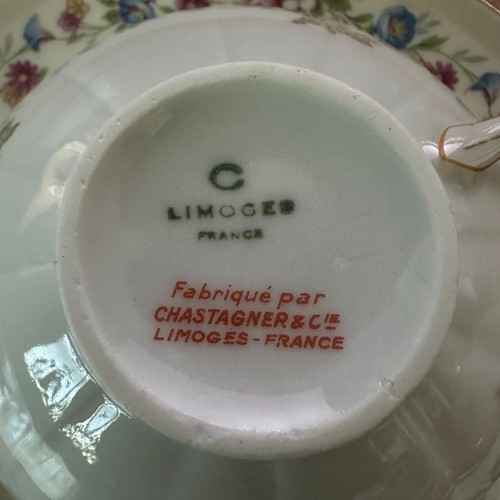 C
LIMOGES
FRANCE
Fabriqué par
CHASTAGNER & CIE
LIMOGES - FRANCE